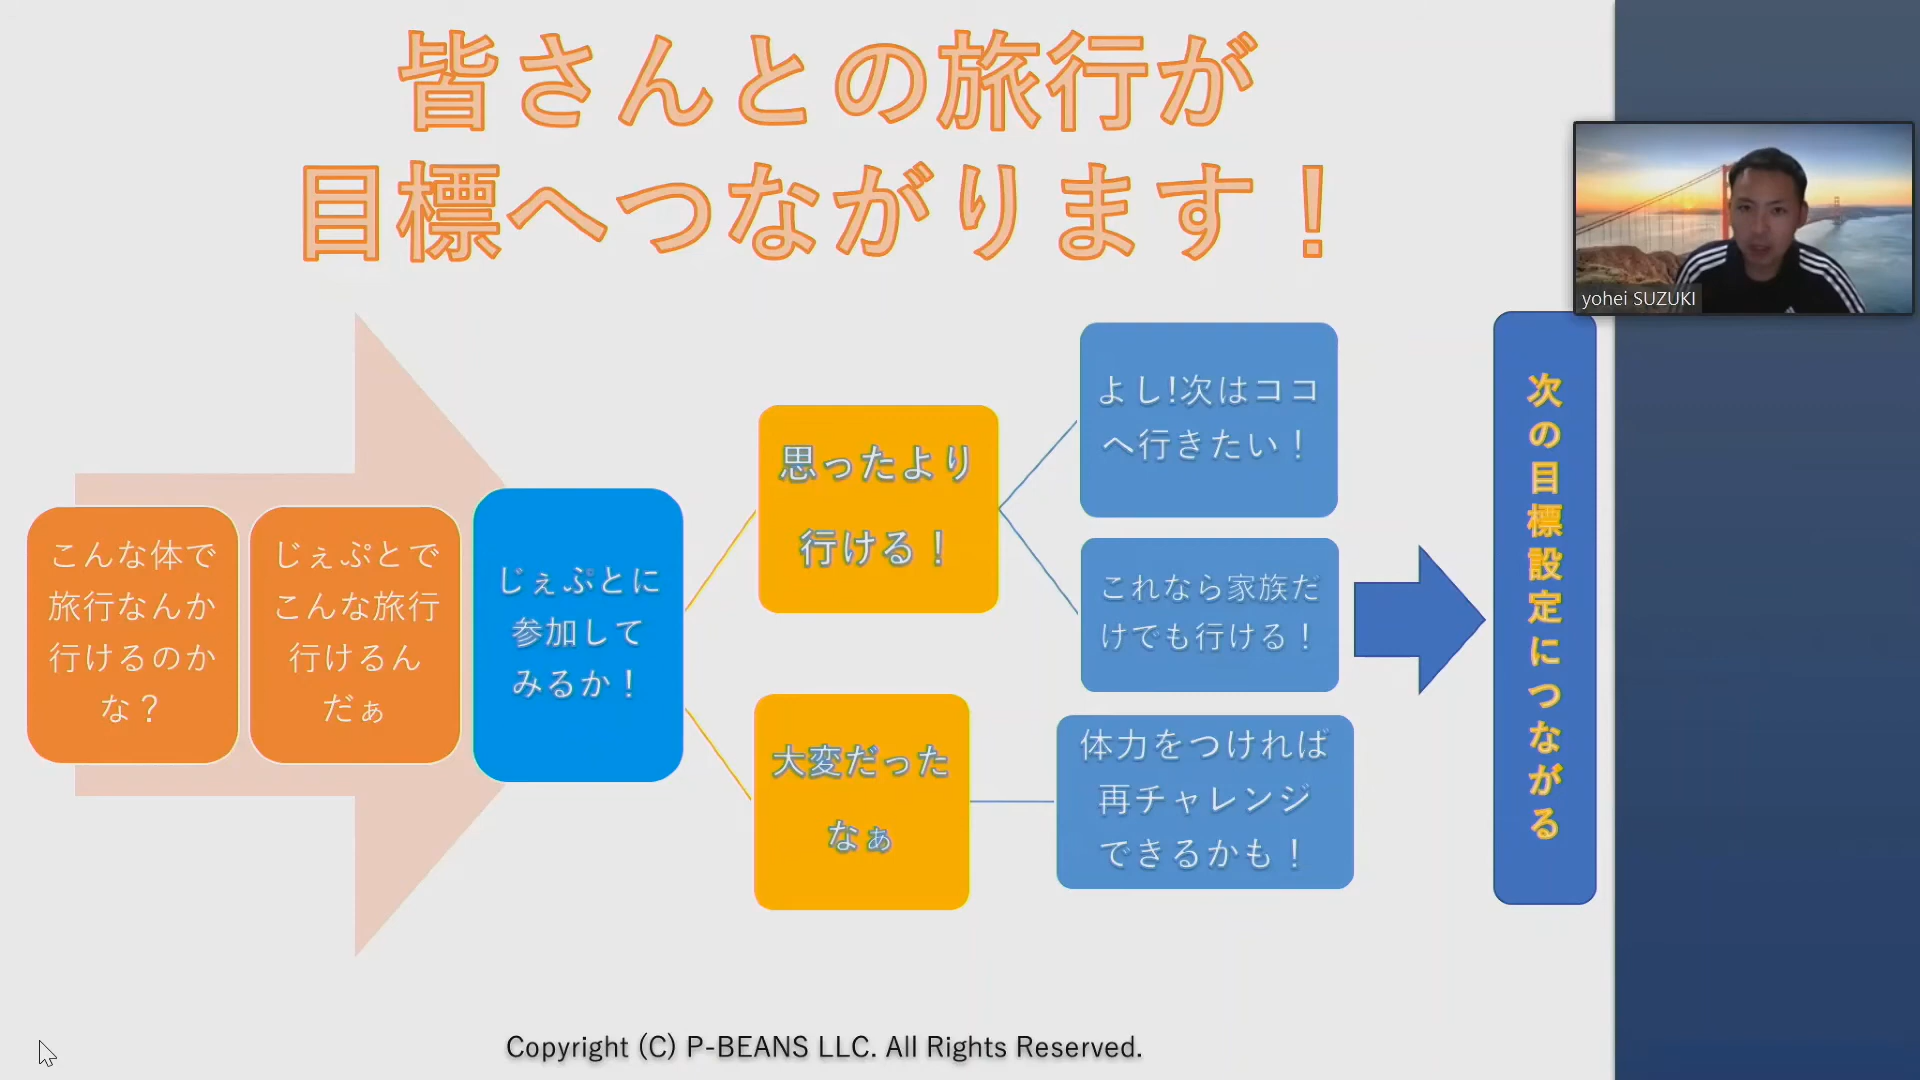 皆さんとの旅行が
目標へつながります！
yohei SUZUKI
こんな体で
旅行なんか
行けるのか
な？
じぇぷとで
こんな旅行
行けるん
だぁ
じぇぷとに
参加して
みるか！
思ったより
行ける！
大変だった
なぁ
よし!次はココ
へ行きたい！
これなら家族だ
けでも行ける！
体力をつければ
再チャレンジ
できるかも！
次の目標設定につながる
Copyright (C) P-BEANS LLC. All Rights Reserved.